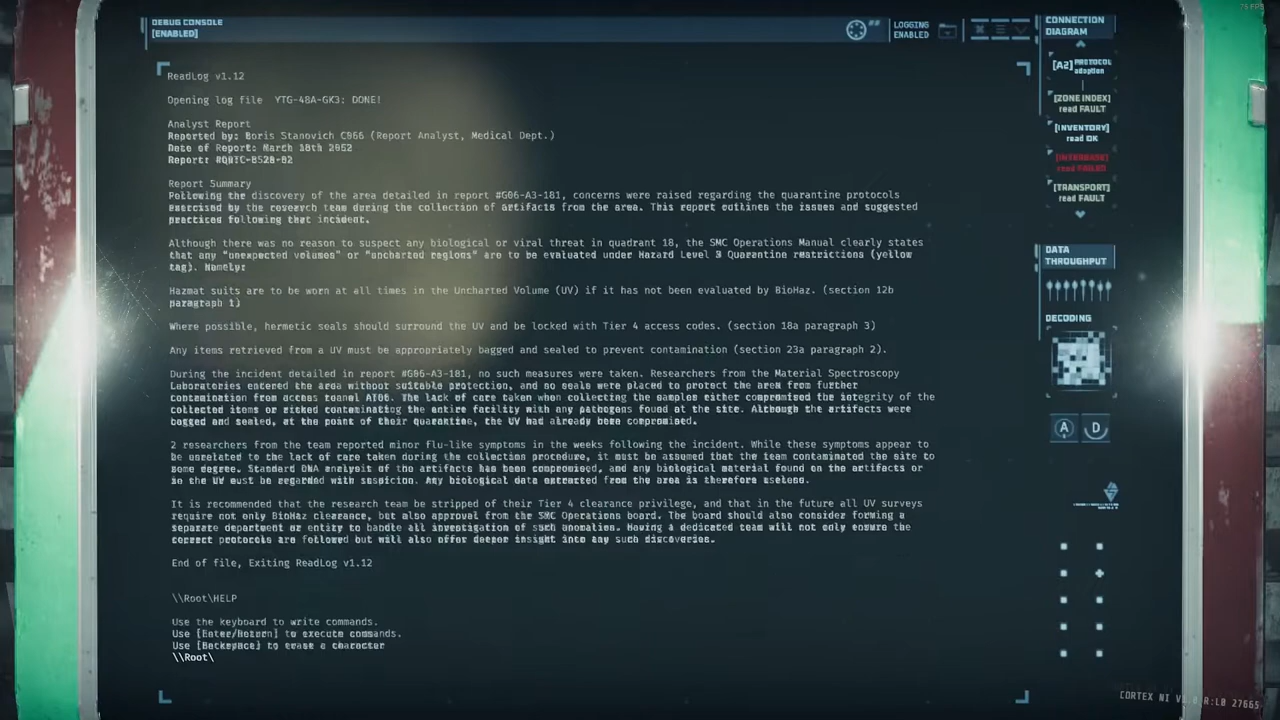 75 FPS
DEBUG CONSOLE
[ENABLED]
LOGGING
ENABLED
CONNECTION
DIAGRAM
[A2] PROTOCOL
adaption
[ZONE INDEX]
read FAULT
[INVENTORY]
read OK
read FAILED
[TRANSPORT]
read FAULT
DATA
THROUGHPUT
DECODING
A D
ReadLog v1.12
Opening log file YTG-48A-GK3: DONE!
Analyst Report
Reported by: Boris Stanovich C066 (Report Analyst, Medical Dept.)
Date of Report: March 18th
Report:
Report Summary
Following the discovery of the area detailed in report #G06-A3-181, concerns were raised regarding the quarantine protocols
exercised by the research team during the collection of artifacts from the area. This report outlines the issues and suggested
practices following that incident.
Although there was no reason to suspect any biological or viral threat in quadrant 18, the SMC Operations Manual clearly states
that any "unexpected volumes" or "uncharted regions" are to be evaluated under Hazard Level 3 Quarantine restrictions (yellow
tag). Namely:
Hazmat suits are to be worn at all times in the Uncharted Volume (UV) if it has not been evaluated by BioHaz. (section 12b
paragraph 1)
Where possible, hermetic seals should surround the UV and be locked with Tier 4 access codes. (section 18a paragraph 3)
Any items retrieved from a UV must be appropriately bagged and sealed to prevent contamination (section 23a paragraph 2).
During the incident detailed in report #G06-A3-181, no such measures were taken. Researchers from the Material Spectroscopy
Laboratories entered the area without suitable protection, and no seals were placed to protect the area from further
contamination from access tunnel The lack of care taken when collecting the samples either compromised the integrity of the
collected items or risked contaminating the entire facility with any pathogens found at the site. Although the artifacts were
bagged and sealed, at the point of their quarantine, the UV had already been compromised.
2 researchers from the team reported minor flu-like symptoms in the weeks following the incident. While these symptoms appear to
be unrelated to the lack of care taken during the collection procedure, it must be assumed that the team contaminated the site to
some degree. Standard DNA analysis of the artifacts has been compromised, and any biological material found on the artifacts or
in the UV must be regarded with suspicion. Any biological data extracted from the area is therefore useless.
It is recommended that the research team be stripped of their Tier 4 clearance privilege, and that in the future all UV surveys
require not only BioHaz clearance, but also approval from the SMC Operations board. The board should also consider forming a
separate department or entity to handle all investigation of such anomalies. Having a dedicated team will not only ensure the
correct protocols are followed but will also offer deeper insight into any such discoveries.
End of file, Exiting ReadLog v1.12
\\Root\HELP
Use the keyboard to write commands.
Use [Enter/Return] to execute commands.
Use [Backspace] to erase a character
\\Root\
CORTEX NI V1.0 R:L0 27665